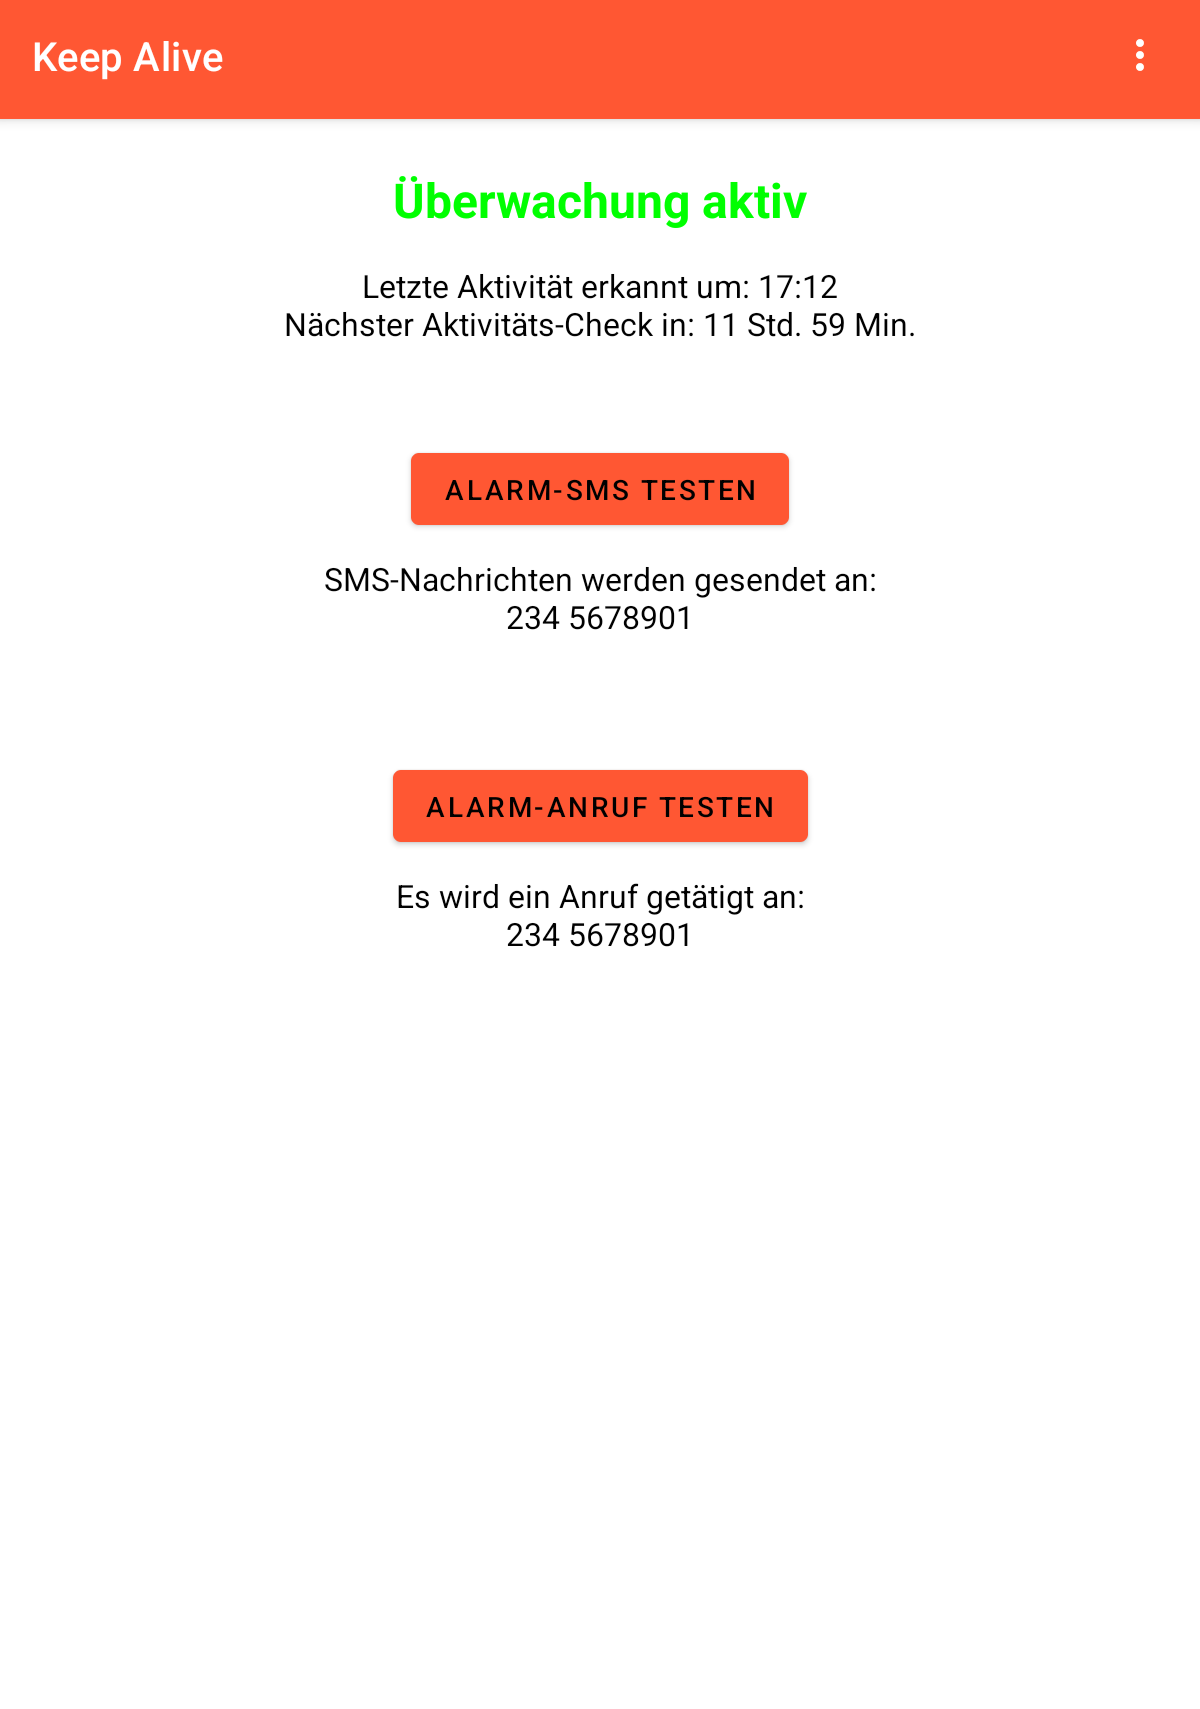 Keep Alive
Überwachung aktiv
Letzte Aktivität erkannt um: 17:12
Nächster Aktivitäts-Check in: 11 Std. 59 Min.
ALARM-SMS TESTEN
SMS-Nachrichten werden gesendet an:
234 5678901
ALARM-ANRUF TESTEN
Es wird ein Anruf getätigt an:
234 5678901